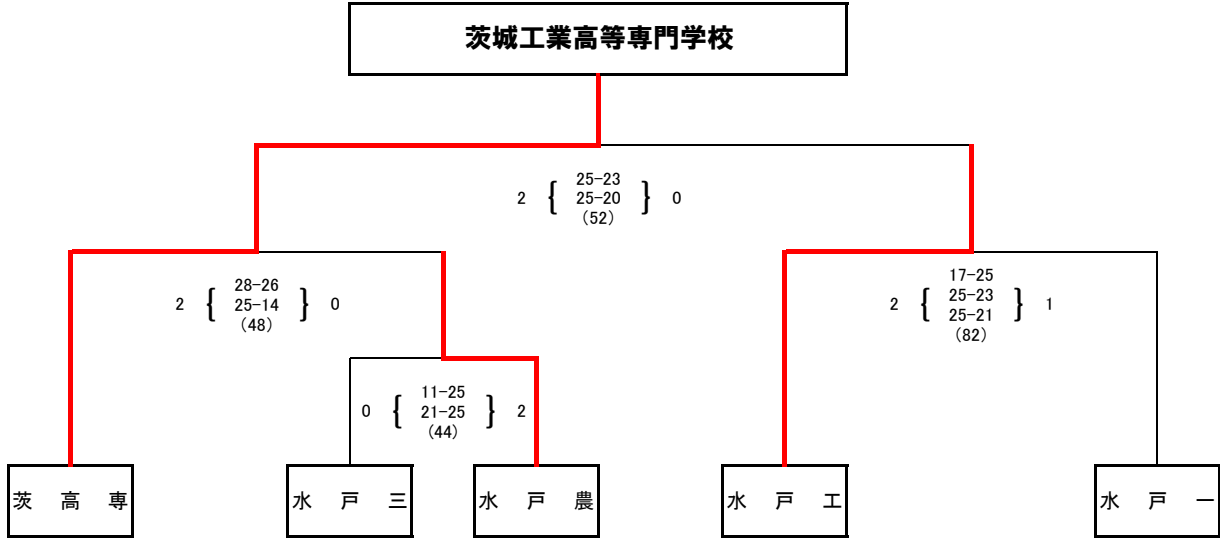 茨城工業高等専門学校
25-23
2 { 25-20 } 0
(52)
28-26
2 { 25-14 } 0
(48)
17-25
2 { 25-23 } 1
25-21
(82)
11-25
0 { 21-25 } 2
(44)
茨 高 専
水 戸 三
水 戸 農
水 戸 工
水 戸 一